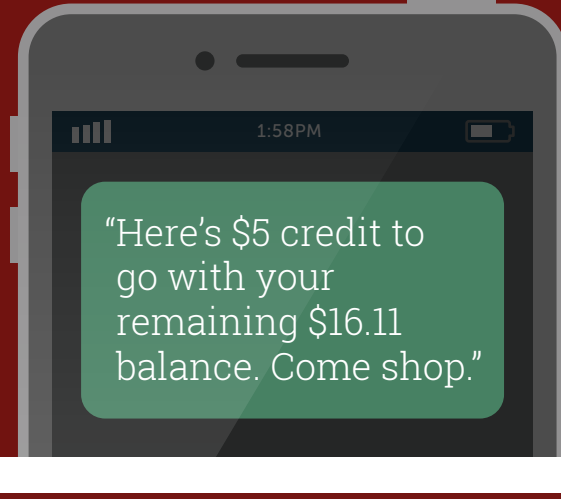 1:58PM
“Here’s $5 credit to
go with your
remaining $16.11
balance. Come shop.”